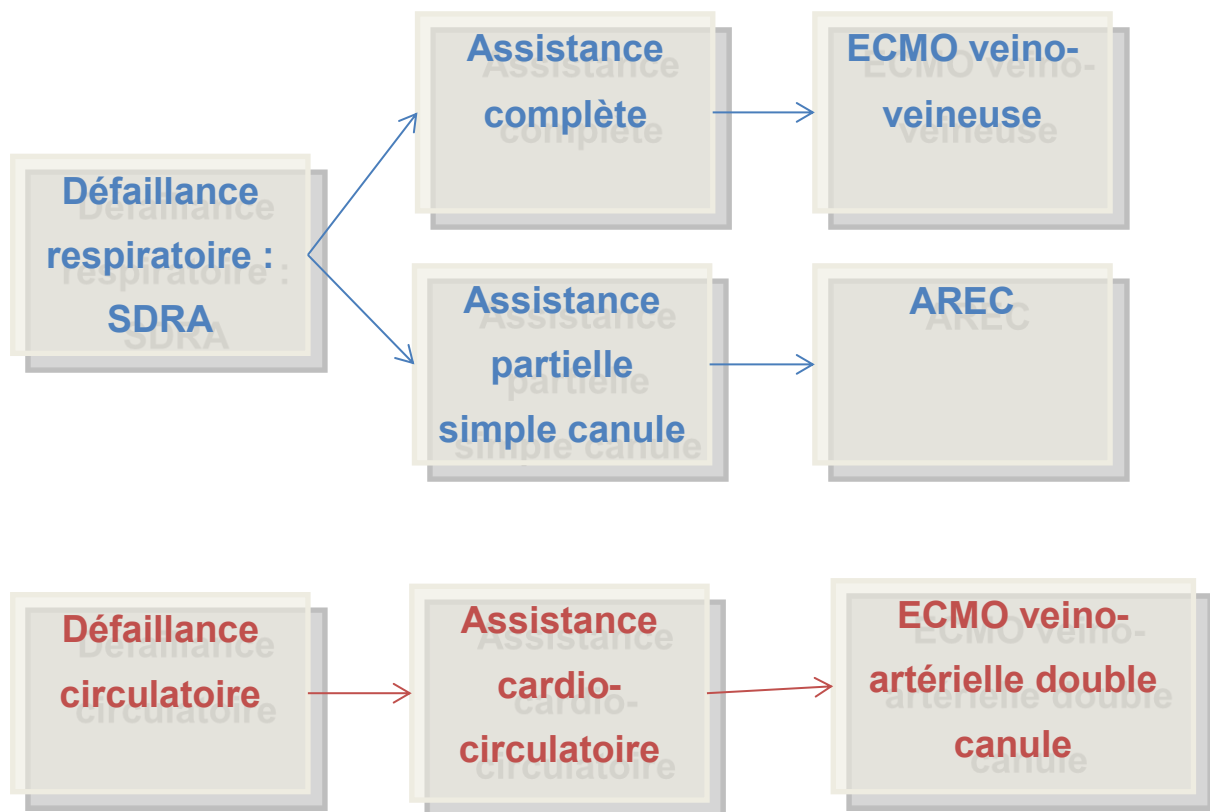 Défaillance
respiratoire :
SDRA
Assistance
complète
ECMO veino-
veineuse
Assistance
partielle
simple canule
AREC
Défaillance
circulatoire
Assistance
cardio-
circulatoire
ECMO veino-
artérielle double
canule